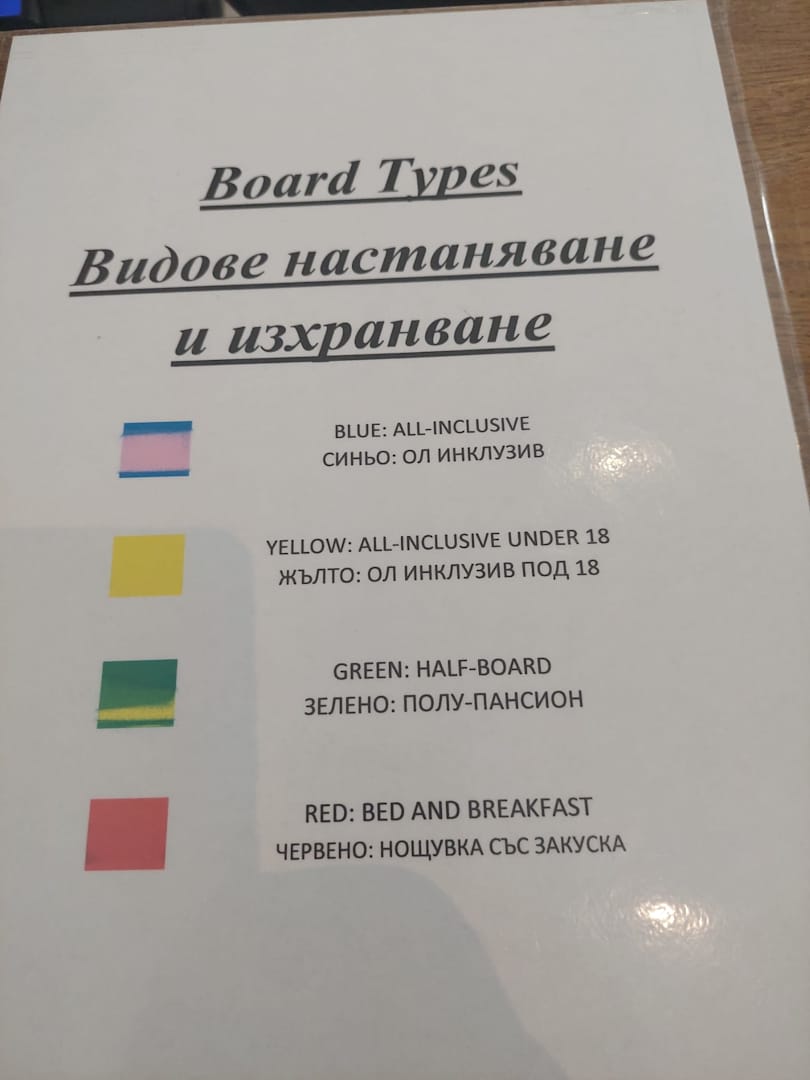 Board Types
Видове настаняване
и изхранване
BLUE: ALL-INCLUSIVE
СИНЬО: ОЛ ИНКЛУЗИВ
YELLOW: ALL-INCLUSIVE UNDER 18
ЖЪЛТО: ОЛ ИНКЛУЗИВ ПОД 18
GREEN: HALF-BOARD
ЗЕЛЕНО: ПОЛУ-ПАНСИОН
RED: BED AND BREAKFAST
ЧЕРВЕНО: НОЩУВКА СЪС ЗАКУСКА